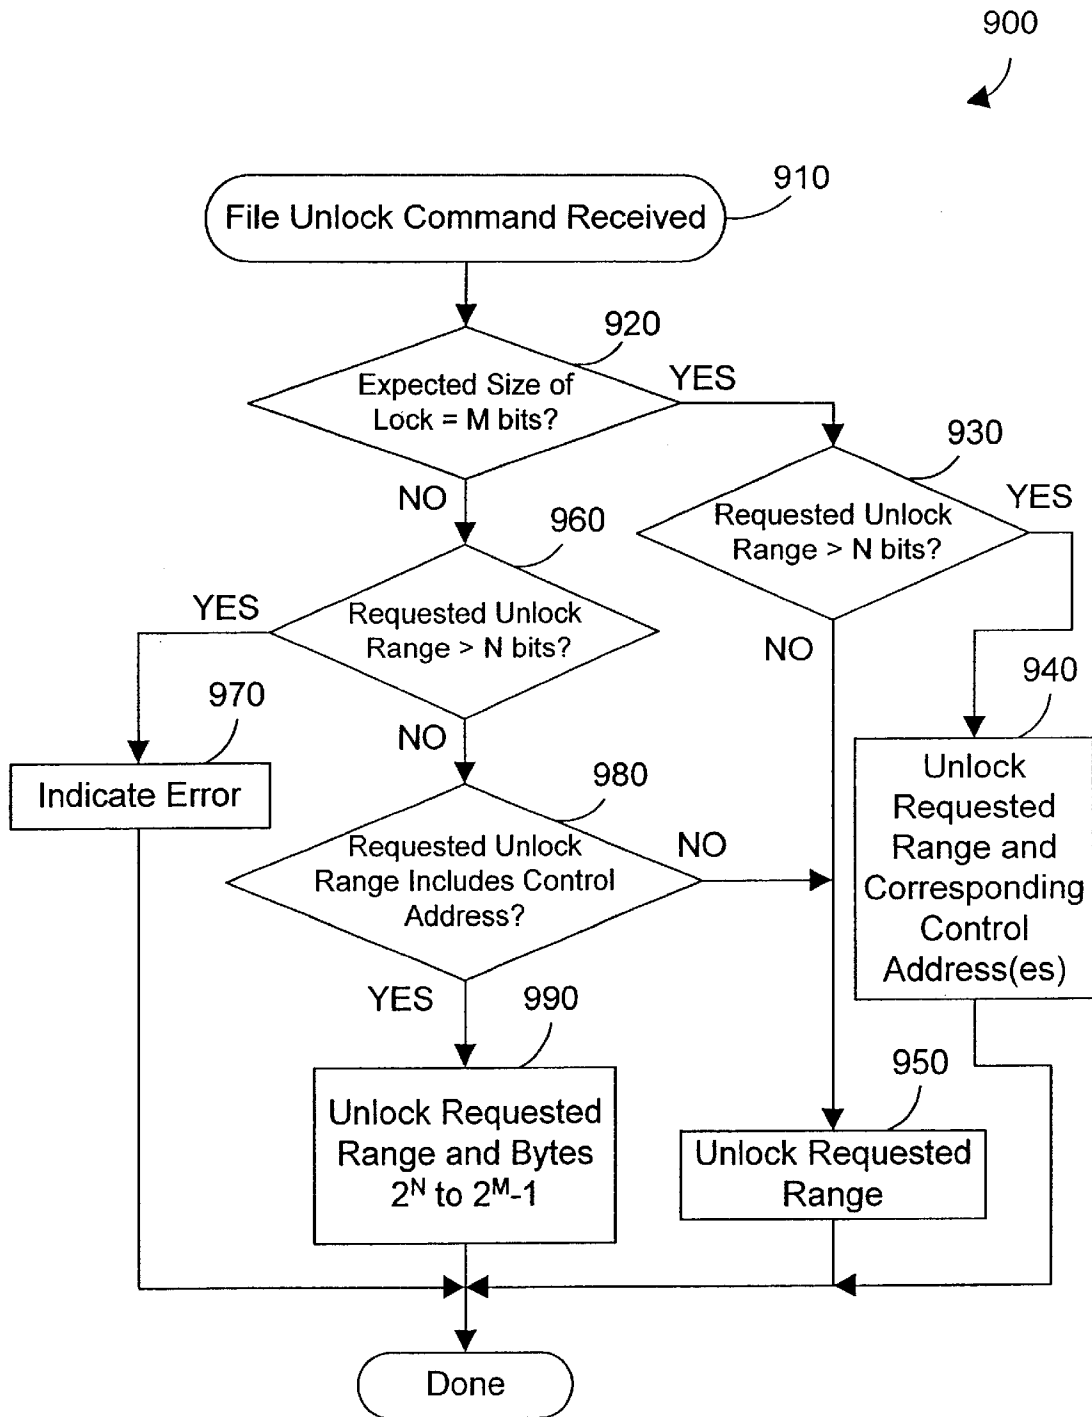 900
File Unlock Command Received
910
920
Expected Size of
Lock = M bits?
YES
NO
930
Requested Unlock
Range > N bits?
YES
NO
960
Requested Unlock
Range > N bits?
YES
NO
970
Indicate Error
940
Unlock
Requested
Range and
Corresponding
Control
Address(es)
980
Requested Unlock
Range Includes Control
Address?
NO
YES
990
Unlock Requested
Range and Bytes
2^N to 2^M-1
950
Unlock Requested
Range
Done